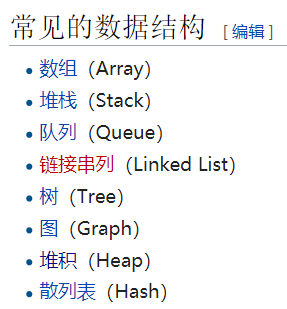 常见的数据结构 [编辑]
数组（Array）
堆栈（Stack）
队列（Queue）
链接串列（Linked List）
树（Tree）
图（Graph）
堆积（Heap）
散列表（Hash）